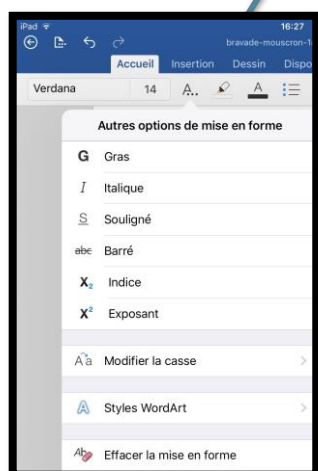 iPad 16:27
bravade-mouscron-1
Accueil Insertion Dessin Dispo
Verdana 14 A.. A
Autres options de mise en forme
G Gras
I Italique
S Souligné
abc Barré
X₂ Indice
X² Exposant
Aa Modifier la casse
A Styles WordArt
Ab Effacer la mise en forme